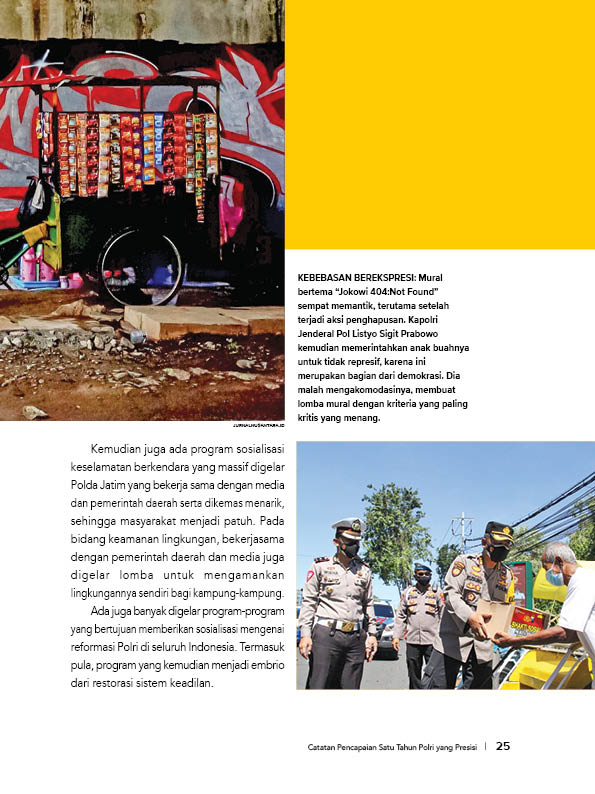 KEBEBASAN BEREKSPRESI: Mural
bertema “Jokowi 404:Not Found”
sempat memantik, terutama setelah
terjadi aksi penghapusan. Kapolri
Jenderal Pol Listyo Sigit Prabowo
kemudian memerintahkan anak buahnya
untuk tidak represif, karena ini
merupakan bagian dari demokrasi. Dia
malah mengakomodasinya, membuat
lomba mural dengan kriteria yang paling
kritis yang menang.
JURNALNUSANTARA.ID
Kemudian juga ada program sosialisasi
keselamatan berkendara yang massif digelar
Polda Jatim yang bekerja sama dengan media
dan pemerintah daerah serta dikemas menarik,
sehingga masyarakat menjadi patuh. Pada
bidang keamanan lingkungan, bekerjasama
dengan pemerintah daerah dan media juga
digelar lomba untuk mengamankan
lingkungannya sendiri bagi kampung-kampung.
Ada juga banyak digelar program-program
yang bertujuan memberikan sosialisasi mengenai
reformasi Polri di seluruh Indonesia. Termasuk
pula, program yang kemudian menjadi embrio
dari restorasi sistem keadilan.
Catatan Pencapaian Satu Tahun Polri yang Presisi | 25